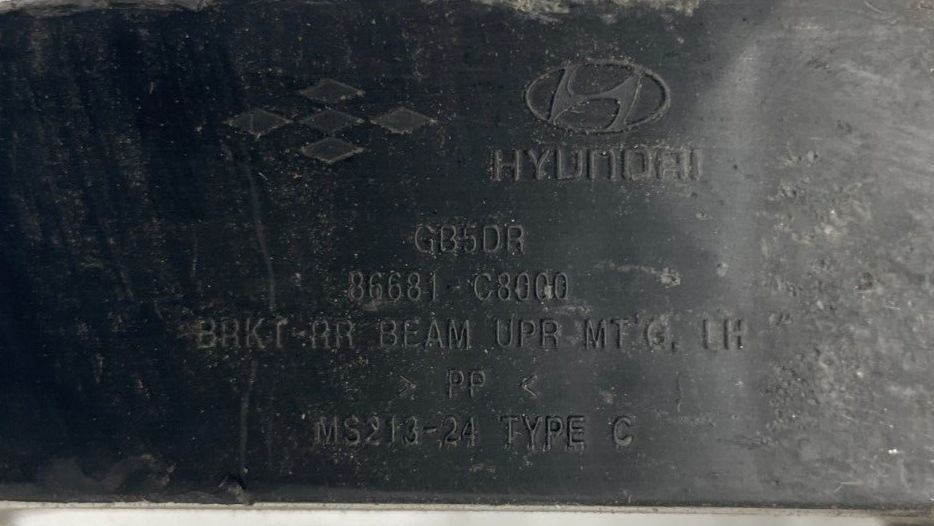 HYUNDAI
GB5DR
86681-C8000
BRKT-RR BEAM UPR MT'G, LH
> PP <
MS213-24 TYPE C